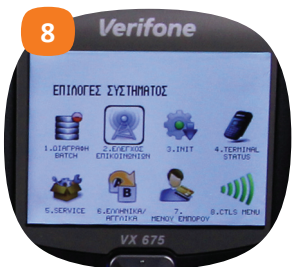 8
Verifone
ΕΠΙΛΟΓΕΣ ΣΥΣΤΗΜΑΤΟΣ
1.ΔΙΑΓΡΑΦΗ BATCH
2.ΕΛΕΓΧΟΣ ΕΠΙΚΟΙΝΩΝΙΩΝ
3.INIT
4.TERMINAL STATUS
5.SERVICE
6.ΕΛΛΗΝΙΚΑ/ ΑΓΓΛΙΚΑ
7. ΜΕΝΟΥ ΕΜΠΟΡΟΥ
8.CTLS MENU
VX 675